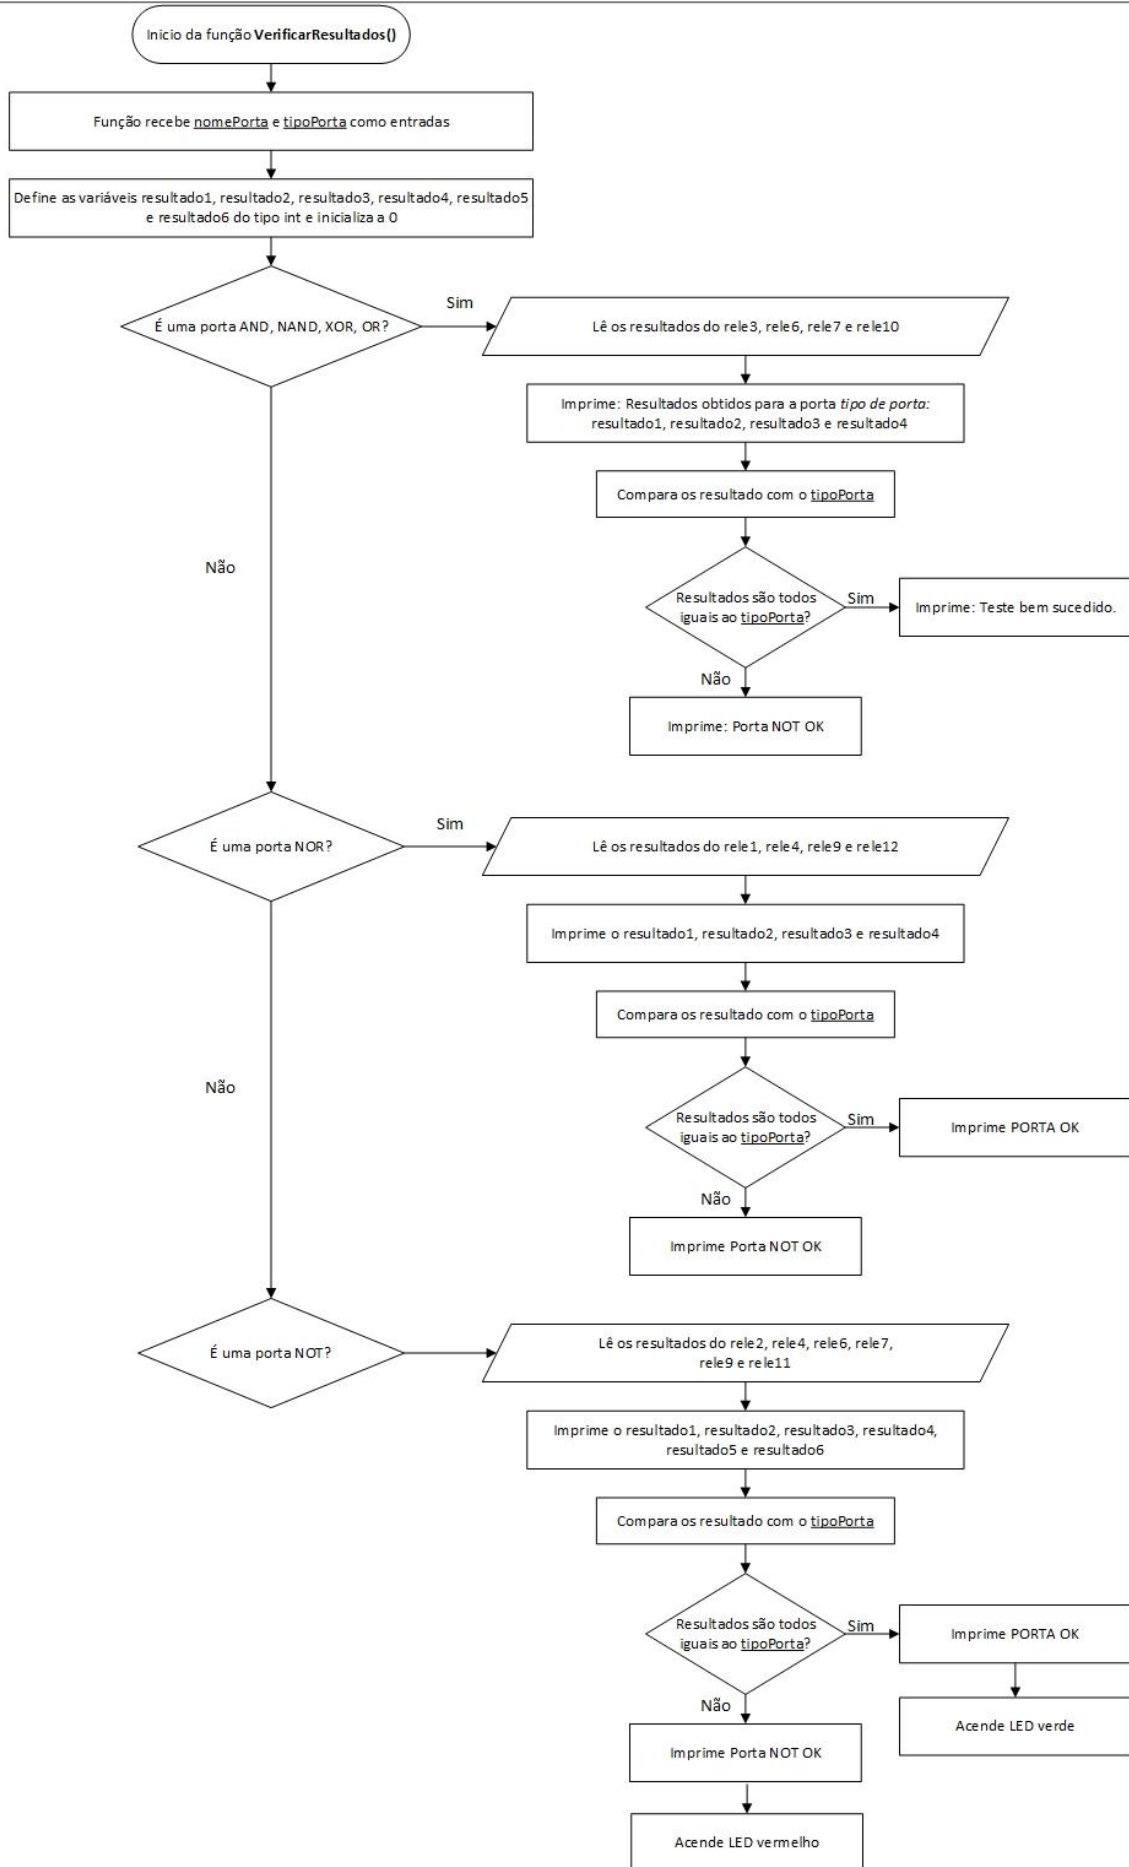 Inicio da função VerificarResultados()
Função recebe nomePorta e tipoPorta como entradas
Define as variáveis resultado1, resultado2, resultado3, resultado4, resultado5
e resultado6 do tipo int e inicializa a 0
É uma porta AND, NAND, XOR, OR?
Sim
Lê os resultados do rele3, rele6, rele7 e rele10
Imprime: Resultados obtidos para a porta tipo de porta:
resultado1, resultado2, resultado3 e resultado4
Compara os resultado com o tipoPorta
Não
Resultados são todos
iguais ao tipoPorta?
Sim
Imprime: Teste bem sucedido.
Não
Imprime: Porta NOT OK
É uma porta NOR?
Sim
Lê os resultados do rele1, rele4, rele9 e rele12
Imprime o resultado1, resultado2, resultado3 e resultado4
Compara os resultado com o tipoPorta
Não
Resultados são todos
iguais ao tipoPorta?
Sim
Imprime PORTA OK
Não
Imprime Porta NOT OK
É uma porta NOT?
Lê os resultados do rele2, rele4, rele6, rele7,
rele9 e rele11
Imprime o resultado1, resultado2, resultado3, resultado4,
resultado5 e resultado6
Compara os resultado com o tipoPorta
Resultados são todos
iguais ao tipoPorta?
Sim
Imprime PORTA OK
Não
Acende LED verde
Imprime Porta NOT OK
Acende LED vermelho